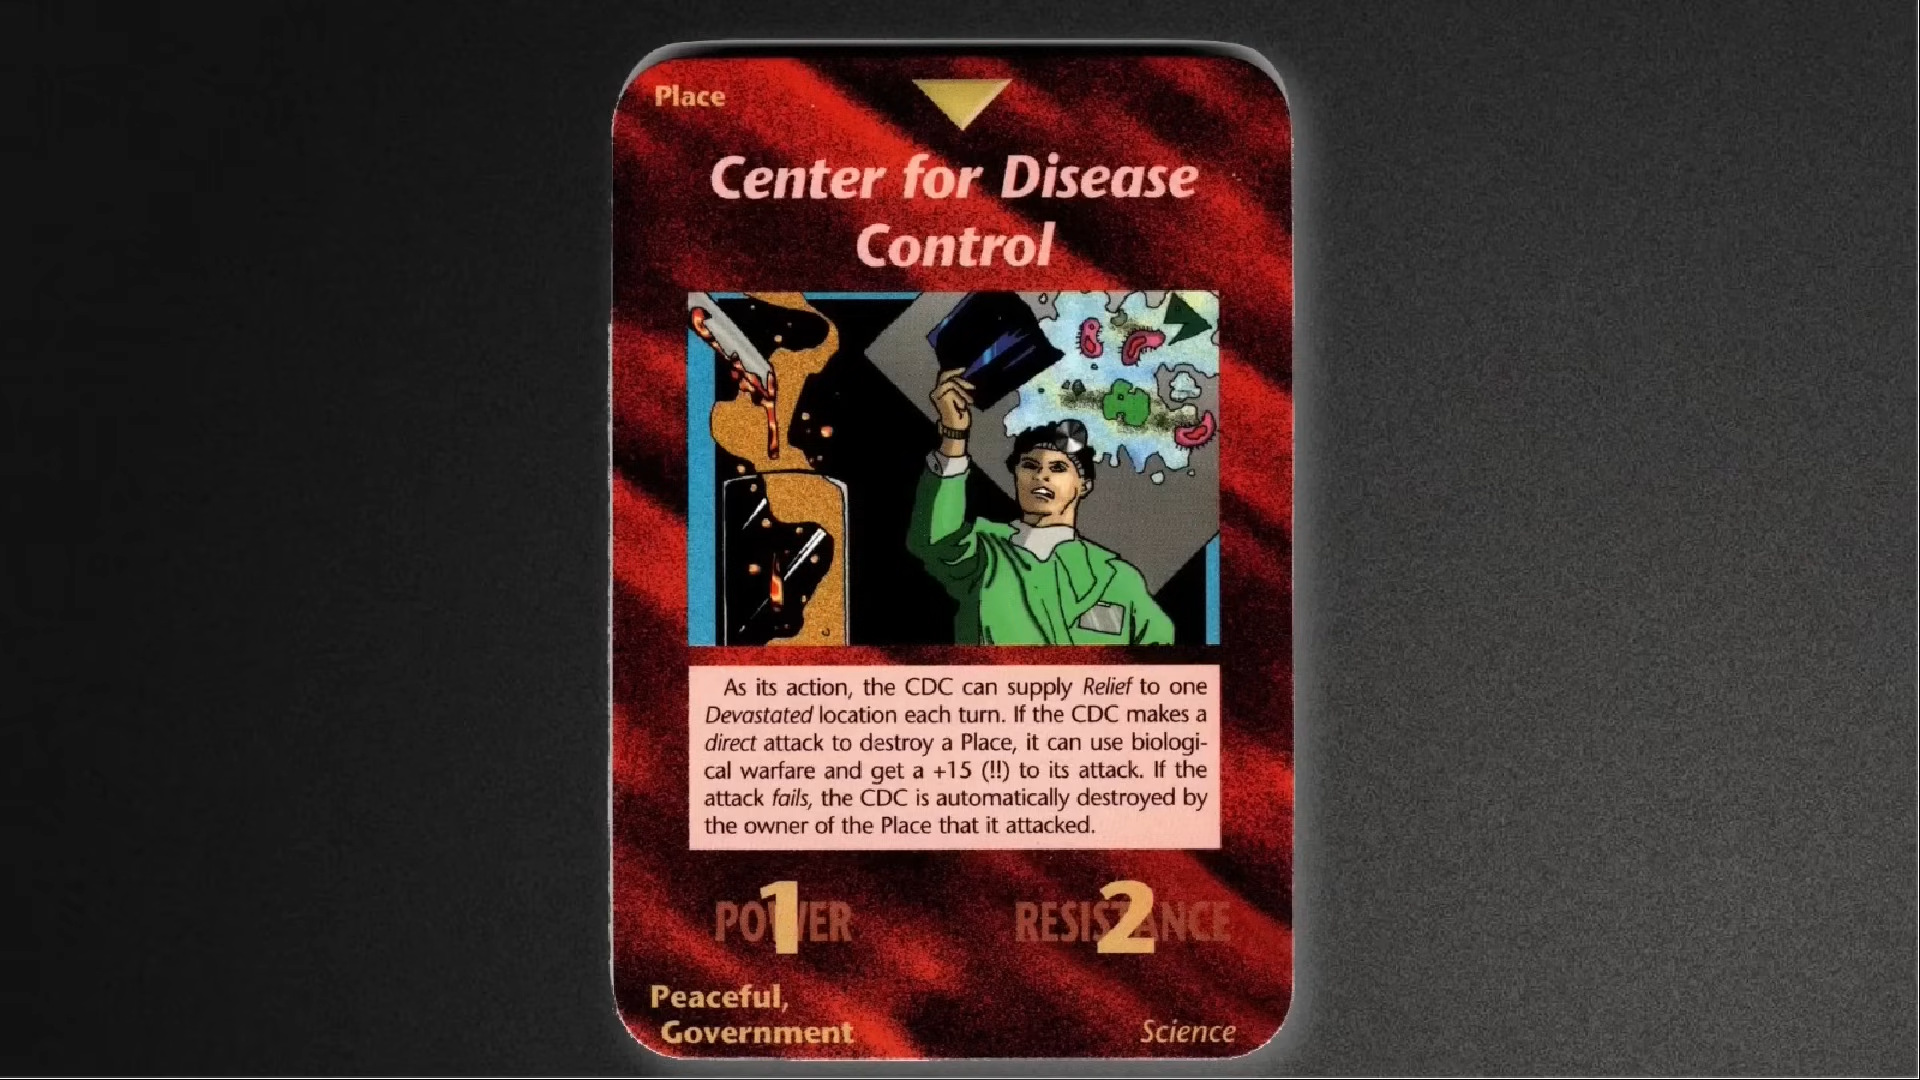 Place
Center for Disease
Control
As its action, the CDC can supply Relief to one
Devastated location each turn. If the CDC makes a
direct attack to destroy a Place, it can use biologi-
cal warfare and get a +15 (!!) to its attack. If the
attack fails, the CDC is automatically destroyed by
the owner of the Place that it attacked.
POWER 1
RESISTANCE 2
Peaceful,
Government
Science